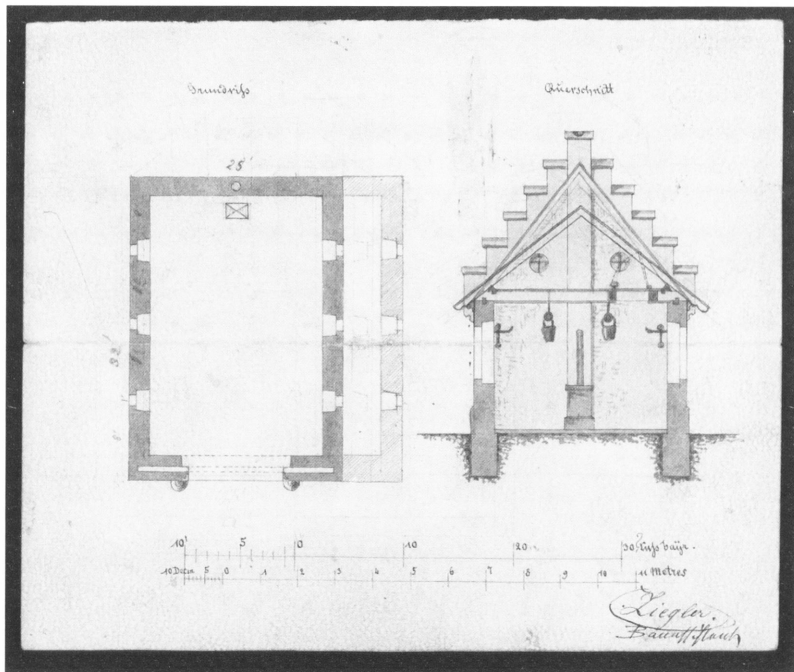 Grundriß
Querschnitt
25
32'
10' 5 0 10 20 30 Fuß bayr.
10 Decm 5 0 1 2 3 4 5 6 7 8 9 10 11 Metres
Ziegler.